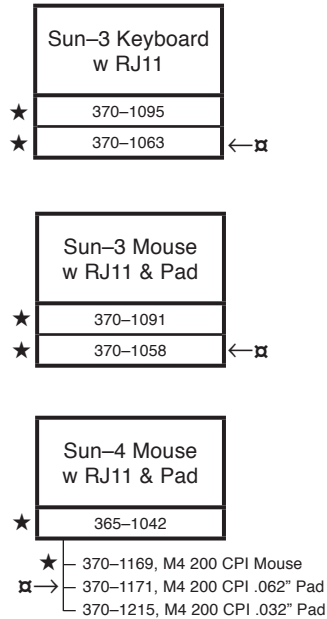 Sun–3 Keyboard
w RJ11
★ 370–1095
★ 370–1063 ←¤
Sun–3 Mouse
w RJ11 & Pad
★ 370–1091
★ 370–1058 ←¤
Sun–4 Mouse
w RJ11 & Pad
★ 365–1042
★ 370–1169, M4 200 CPI Mouse
¤→ 370–1171, M4 200 CPI .062” Pad
370–1215, M4 200 CPI .032” Pad